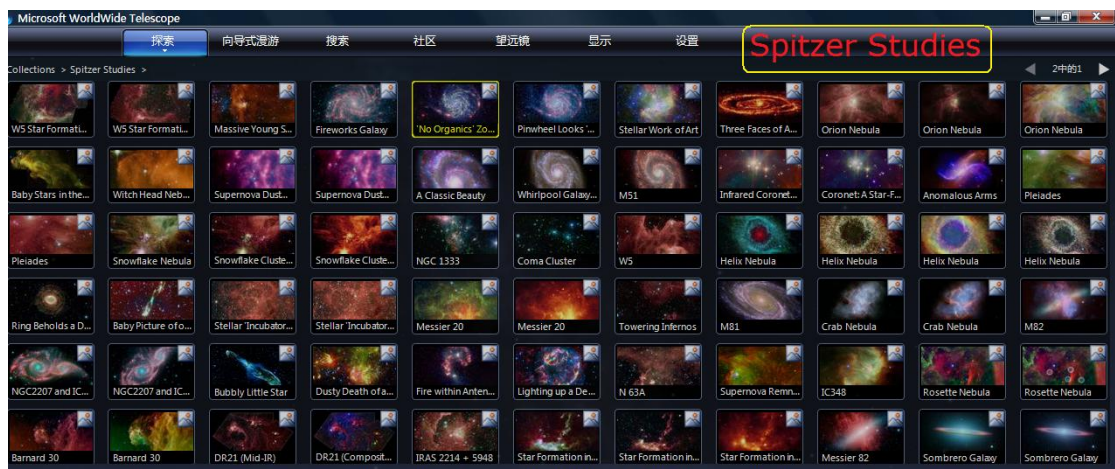 Microsoft WorldWide Telescope
探索 向导式漫游 搜索 社区 望远镜 显示 设置
Spitzer Studies
Collections > Spitzer Studies > 2中的1
W5 Star Formati... W5 Star Formati... Massive Young S... Fireworks Galaxy 'No Organics' Zo... Pinwheel Looks '... Stellar Work of Art Three Faces of A... Orion Nebula Orion Nebula Orion Nebula
Baby Stars in the... Witch Head Neb... Supernova Dust... Supernova Dust... A Classic Beauty Whirlpool Galaxy... M51 Infrared Coronet... Coronet: A Star-F... Anomalous Arms Pleiades
Pleiades Snowflake Nebula Snowflake Cluste... Snowflake Cluste... NGC 1333 Coma Cluster W5 Helix Nebula Helix Nebula Helix Nebula Helix Nebula
Ring Beholds a D... Baby Picture of o... Stellar 'Incubator... Stellar 'Incubator... Messier 20 Messier 20 Towering Infernos M81 Crab Nebula Crab Nebula M82
NGC2207 and IC... NGC2207 and IC... Bubbly Little Star Dusty Death of a... Fire within Anten... Lighting up a De... N 63A Supernova Remn... IC348 Rosette Nebula Rosette Nebula
Barnard 30 Barnard 30 DR21 (Mid-IR) DR21 (Composit... IRAS 2214 + 5948 Star Formation in... Star Formation in... Star Formation in... Messier 82 Sombrero Galaxy Sombrero Galaxy